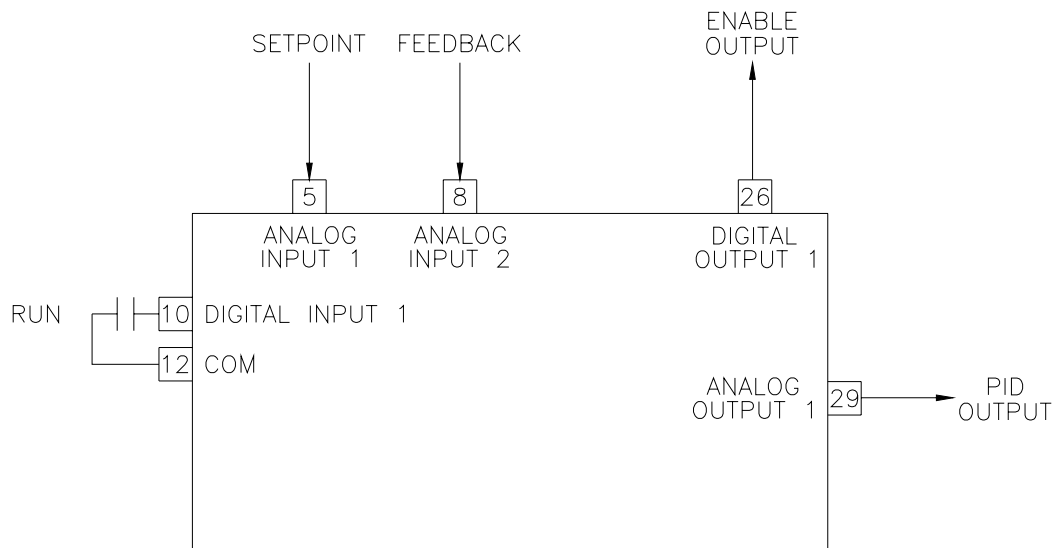 SETPOINT
FEEDBACK
ENABLE
OUTPUT
5
8
26
ANALOG
INPUT 1
ANALOG
INPUT 2
DIGITAL
OUTPUT 1
RUN
10
DIGITAL INPUT 1
12
COM
ANALOG
OUTPUT 1
29
PID
OUTPUT